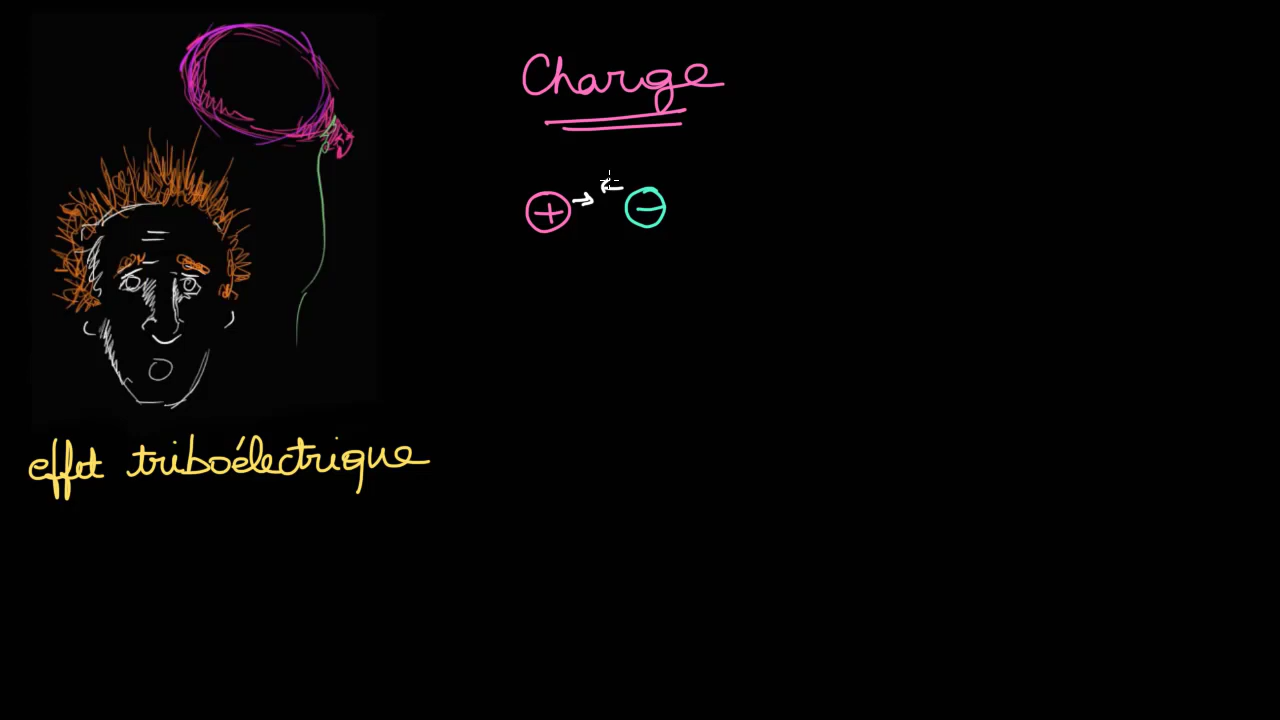 Charge
+ → ← −
effet triboélectrique